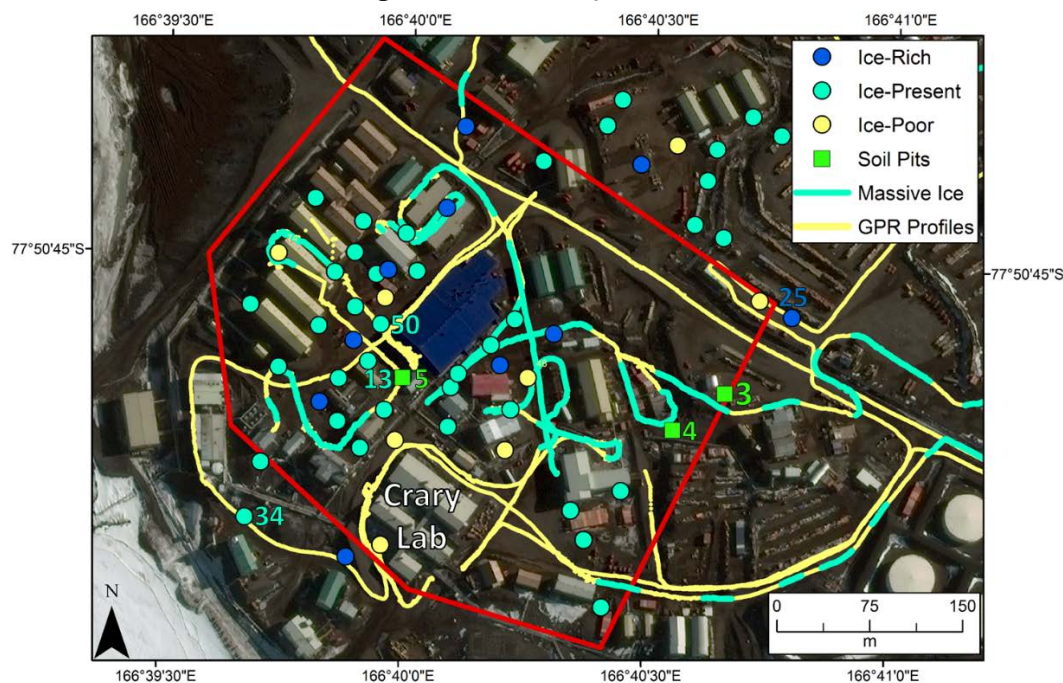 166°39'30"E 166°40'0"E 166°40'30"E 166°41'0"E
Ice-Rich
Ice-Present
Ice-Poor
Soil Pits
Massive Ice
GPR Profiles
77°50'45"S
77°50'45"S
25
50
13
5
3
4
34
Crary
Lab
N
0 75 150
m
166°39'30"E 166°40'0"E 166°40'30"E 166°41'0"E